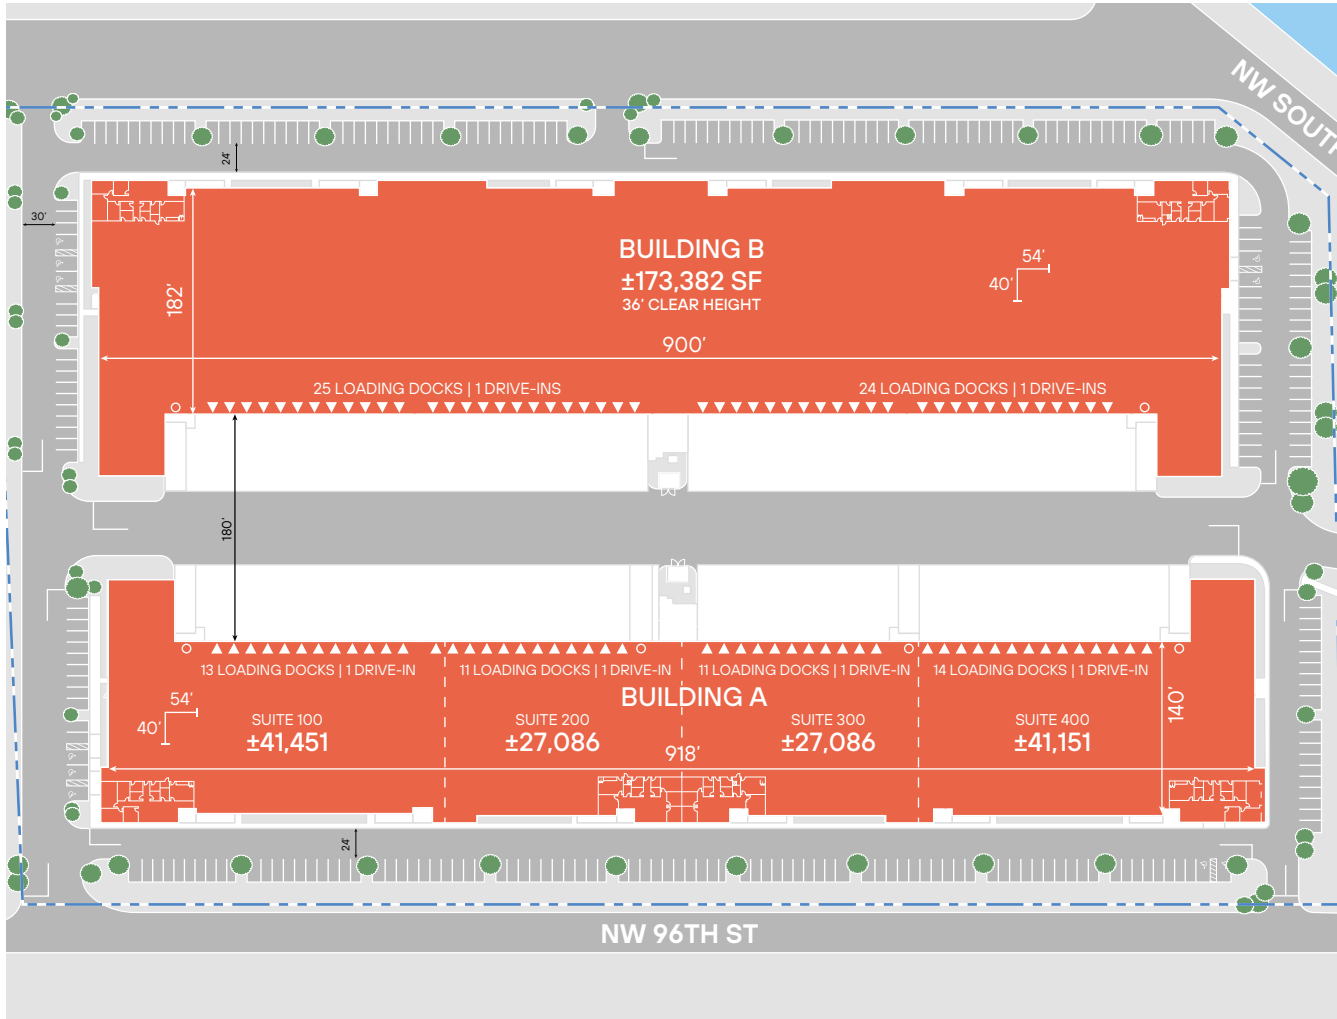 NW SOUTH
24'
30'
BUILDING B
±173,382 SF
36' CLEAR HEIGHT
54'
40'
182'
900'
25 LOADING DOCKS | 1 DRIVE-INS
24 LOADING DOCKS | 1 DRIVE-INS
180'
13 LOADING DOCKS | 1 DRIVE-IN
11 LOADING DOCKS | 1 DRIVE-IN
11 LOADING DOCKS | 1 DRIVE-IN
14 LOADING DOCKS | 1 DRIVE-IN
BUILDING A
54'
40'
140'
SUITE 100
±41,451
SUITE 200
±27,086
SUITE 300
±27,086
SUITE 400
±41,151
918'
24'
NW 96TH ST